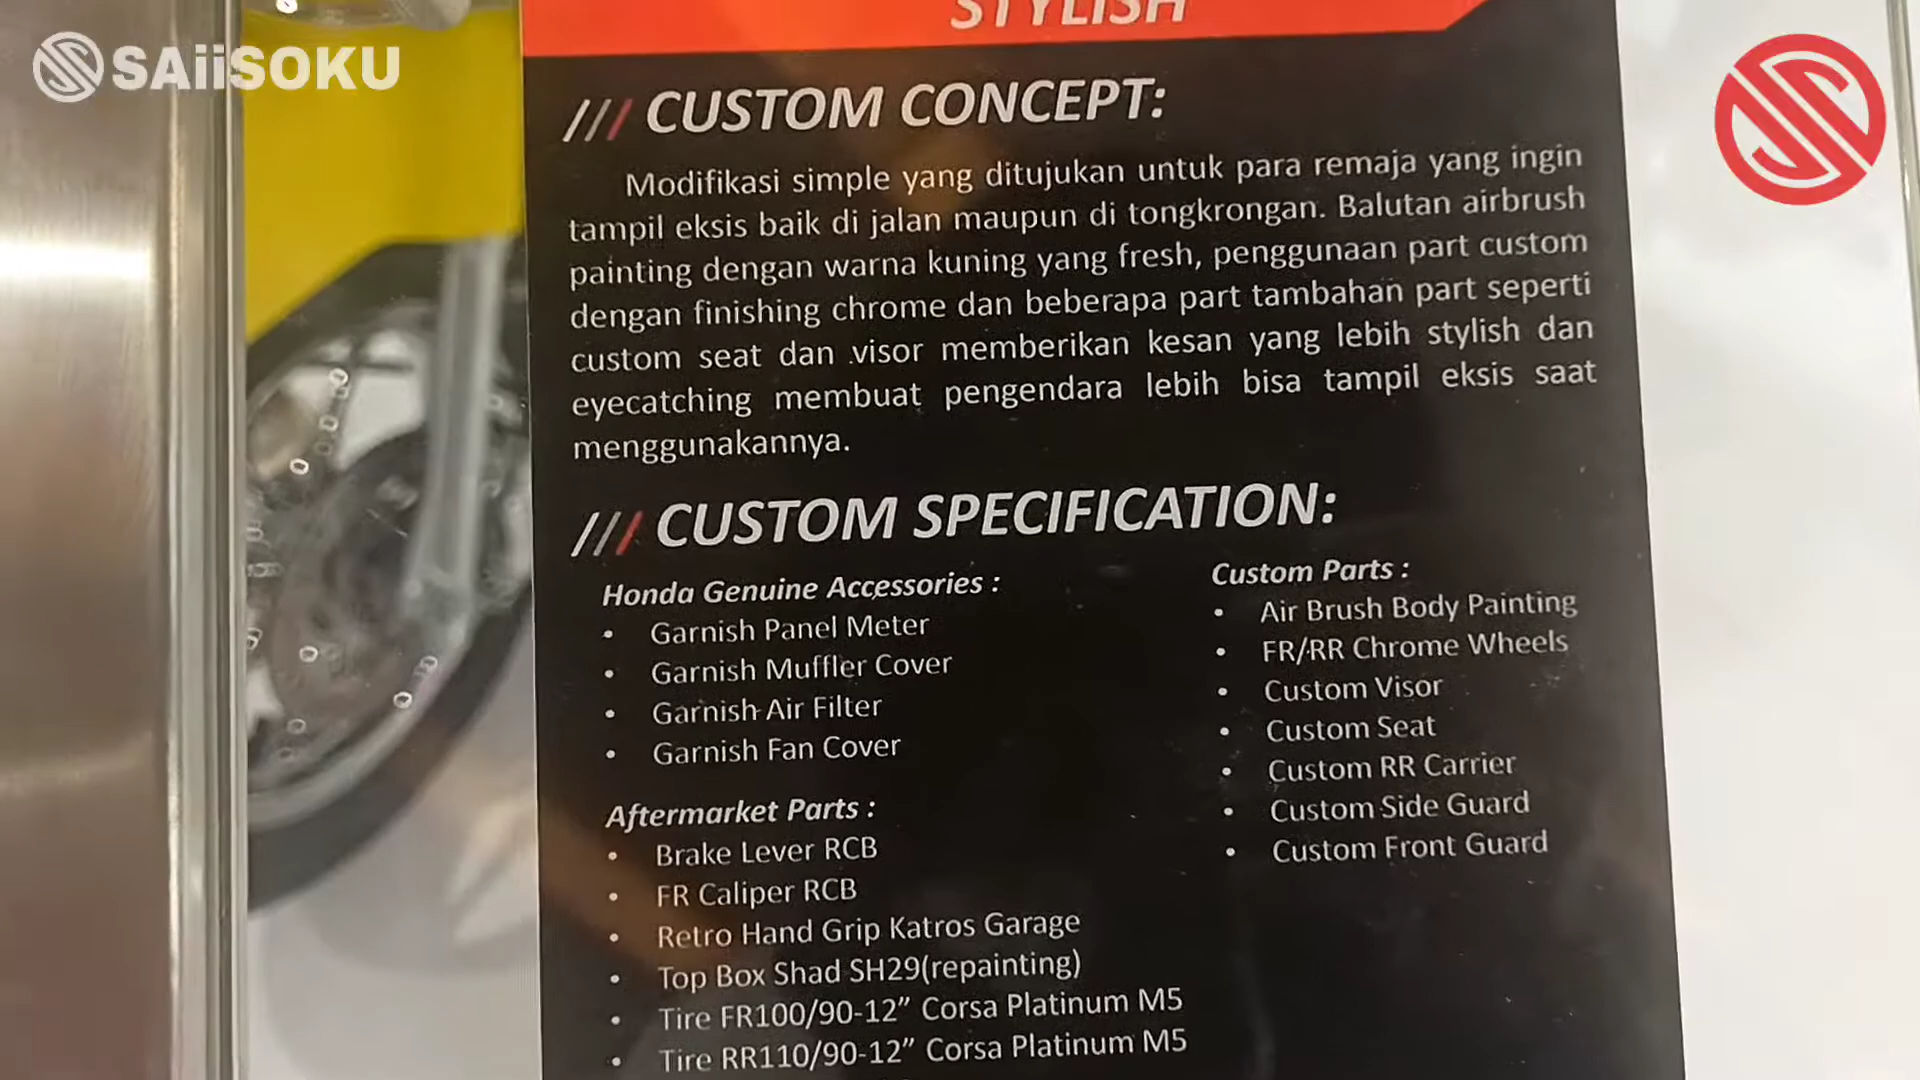 SAiiSOKU
STYLISH
/// CUSTOM CONCEPT:
Modifikasi simple yang ditujukan untuk para remaja yang ingin
tampil eksis baik di jalan maupun di tongkrongan. Balutan airbrush
painting dengan warna kuning yang fresh, penggunaan part custom
dengan finishing chrome dan beberapa part tambahan part seperti
custom seat dan visor memberikan kesan yang lebih stylish dan
eyecatching membuat pengendara lebih bisa tampil eksis saat
menggunakannya.
/// CUSTOM SPECIFICATION:
Honda Genuine Accessories :
• Garnish Panel Meter
• Garnish Muffler Cover
• Garnish Air Filter
• Garnish Fan Cover
Aftermarket Parts :
• Brake Lever RCB
• FR Caliper RCB
• Retro Hand Grip Katros Garage
• Top Box Shad SH29(repainting)
• Tire FR100/90-12” Corsa Platinum M5
• Tire RR110/90-12” Corsa Platinum M5
Custom Parts :
• Air Brush Body Painting
• FR/RR Chrome Wheels
• Custom Visor
• Custom Seat
• Custom RR Carrier
• Custom Side Guard
• Custom Front Guard